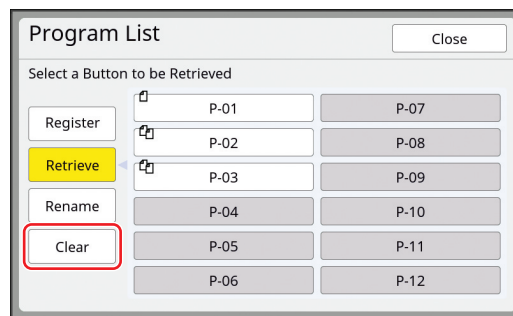 Program List
Close
Select a Button to be Retrieved
Register
Retrieve
Rename
Clear
P-01
P-02
P-03
P-04
P-05
P-06
P-07
P-08
P-09
P-10
P-11
P-12